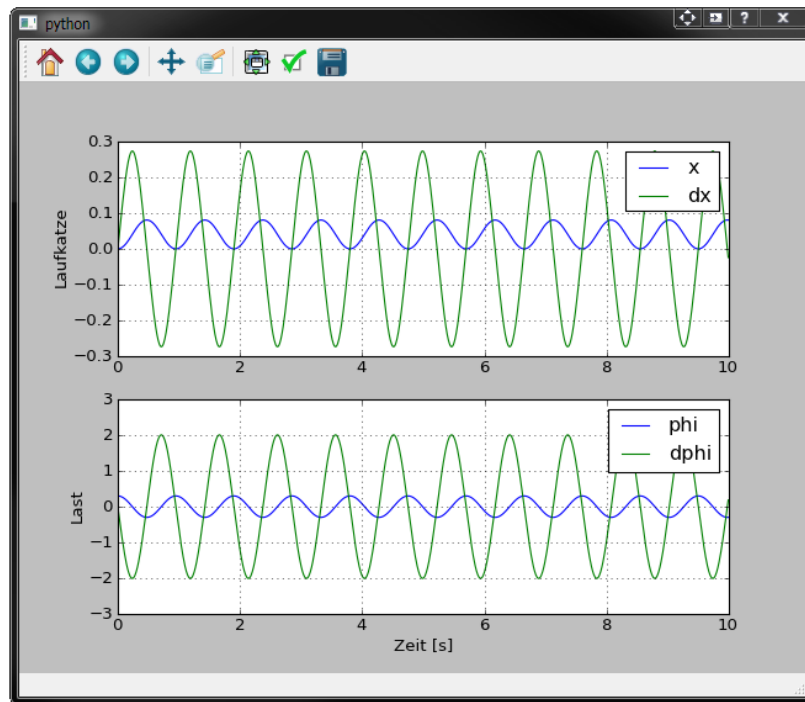 python
0.3
0.2
0.1
0.0
−0.1
−0.2
−0.3
Laufkatze
x
dx
0 2 4 6 8 10
3
2
1
0
−1
−2
−3
Last
phi
dphi
0 2 4 6 8 10
Zeit [s]